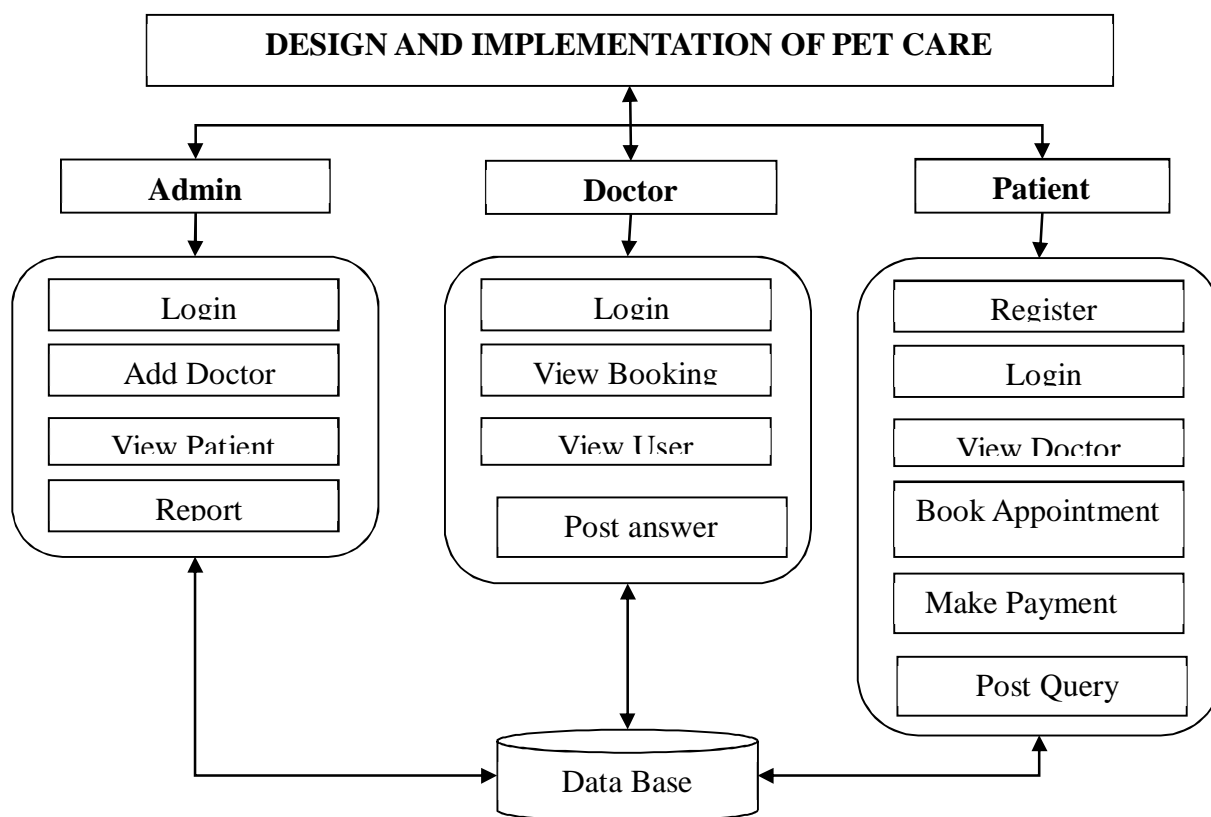 DESIGN AND IMPLEMENTATION OF PET CARE
Admin
Doctor
Patient
Login
Add Doctor
View Patient
Report
Login
View Booking
View User
Post answer
Register
Login
View Doctor
Book Appointment
Make Payment
Post Query
Data Base